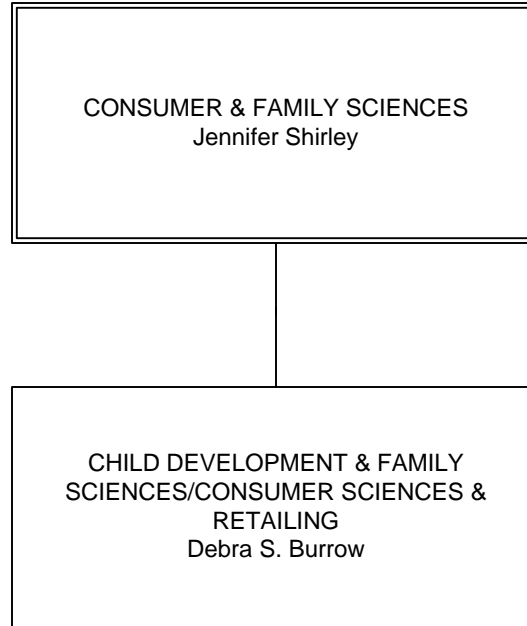 CONSUMER & FAMILY SCIENCES
Jennifer Shirley
CHILD DEVELOPMENT & FAMILY
SCIENCES/CONSUMER SCIENCES &
RETAILING
Debra S. Burrow